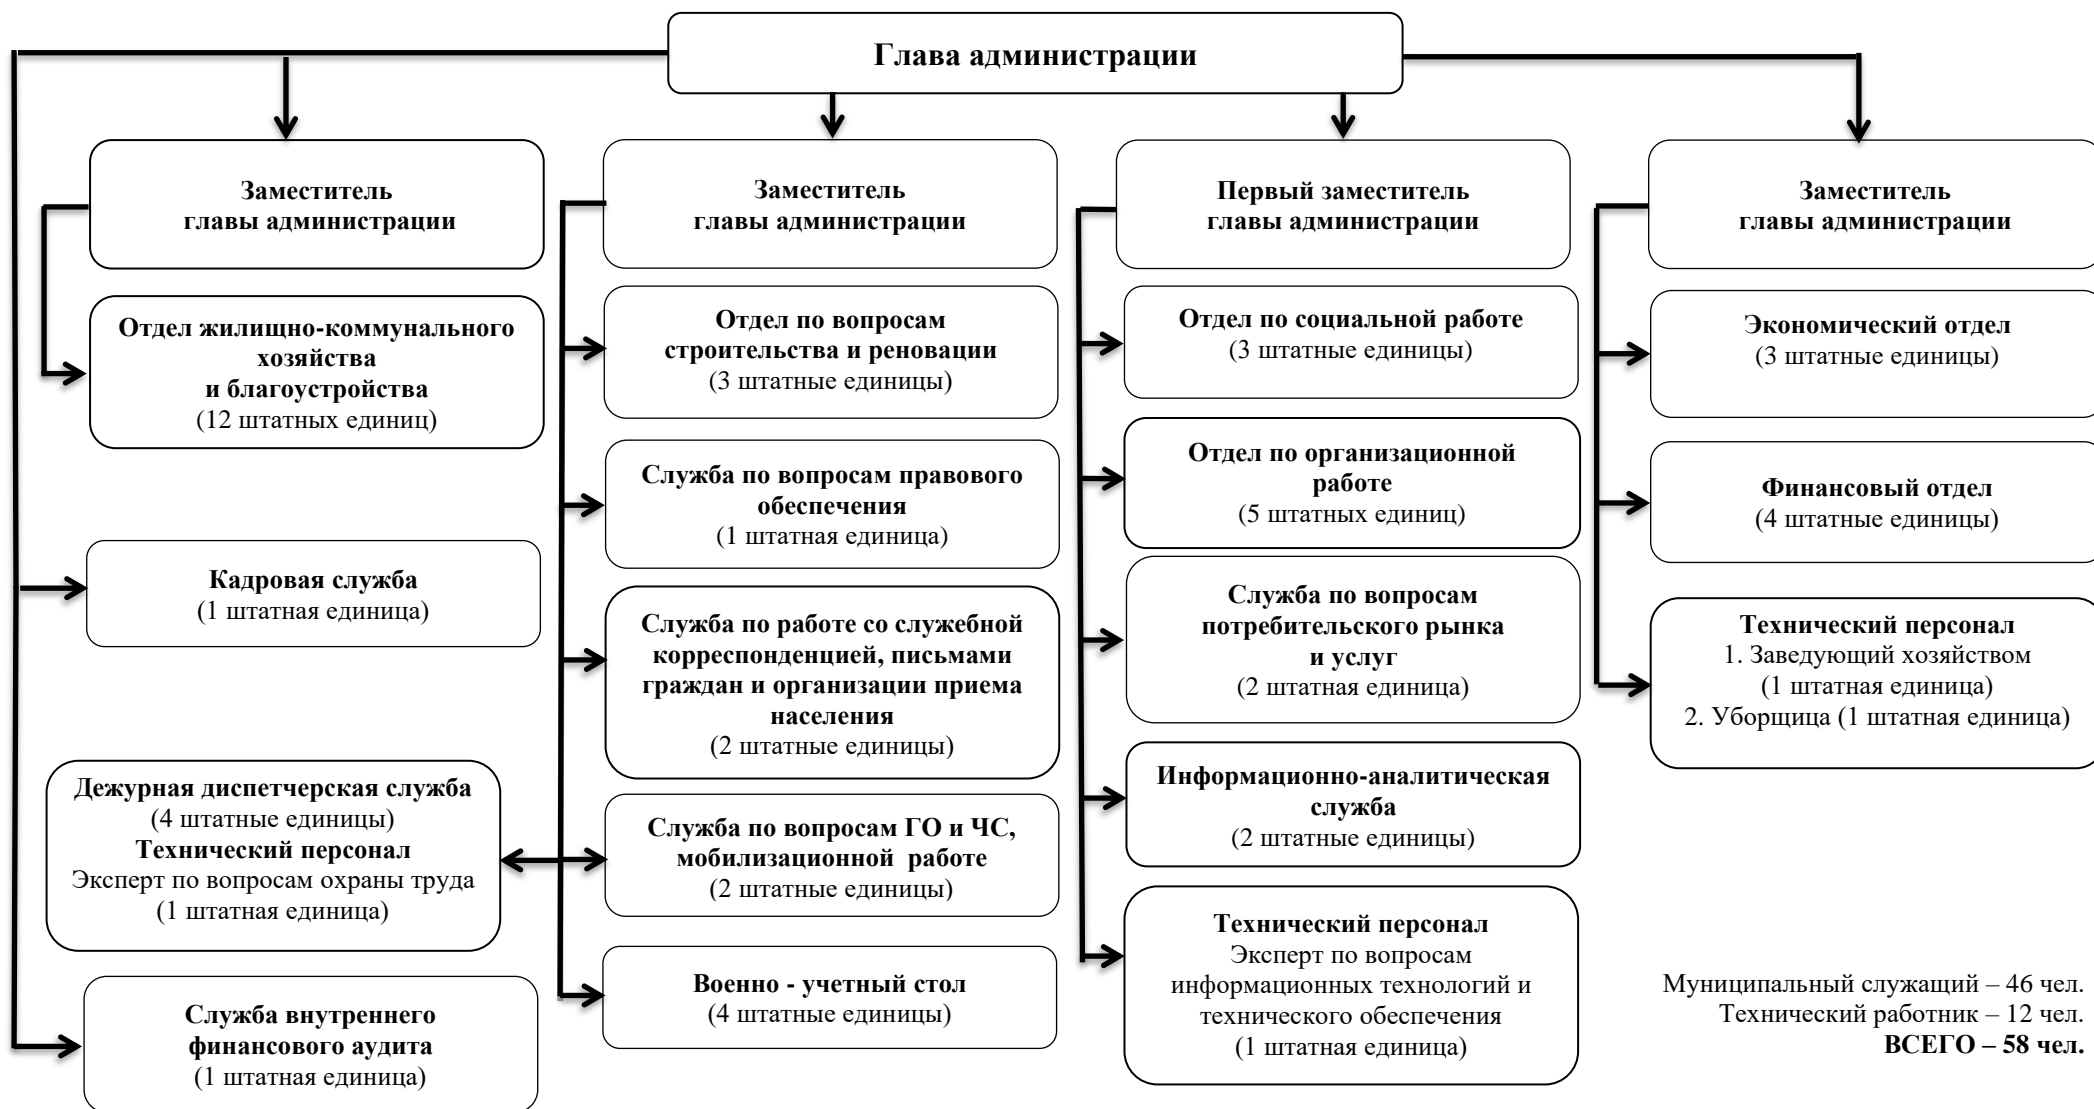 Глава администрации
Заместитель
главы администрации
Отдел жилищно-коммунального
хозяйства
и благоустройства
(12 штатных единиц)
Кадровая служба
(1 штатная единица)
Дежурная диспетчерская служба
(4 штатные единицы)
Технический персонал
Эксперт по вопросам охраны труда
(1 штатная единица)
Служба внутреннего
финансового аудита
(1 штатная единица)
Заместитель
главы администрации
Отдел по вопросам
строительства и реновации
(3 штатные единицы)
Служба по вопросам правового
обеспечения
(1 штатная единица)
Служба по работе со служебной
корреспонденцией, письмами
граждан и организации приема
населения
(2 штатные единицы)
Служба по вопросам ГО и ЧС,
мобилизационной работе
(2 штатные единицы)
Военно - учетный стол
(4 штатные единицы)
Первый заместитель
главы администрации
Отдел по социальной работе
(3 штатные единицы)
Отдел по организационной
работе
(5 штатных единиц)
Служба по вопросам
потребительского рынка
и услуг
(2 штатная единица)
Информационно-аналитическая
служба
(2 штатные единицы)
Технический персонал
Эксперт по вопросам
информационных технологий и
технического обеспечения
(1 штатная единица)
Заместитель
главы администрации
Экономический отдел
(3 штатные единицы)
Финансовый отдел
(4 штатные единицы)
Технический персонал
1. Заведующий хозяйством
(1 штатная единица)
2. Уборщица (1 штатная единица)
Муниципальный служащий – 46 чел.
Технический работник – 12 чел.
ВСЕГО – 58 чел.